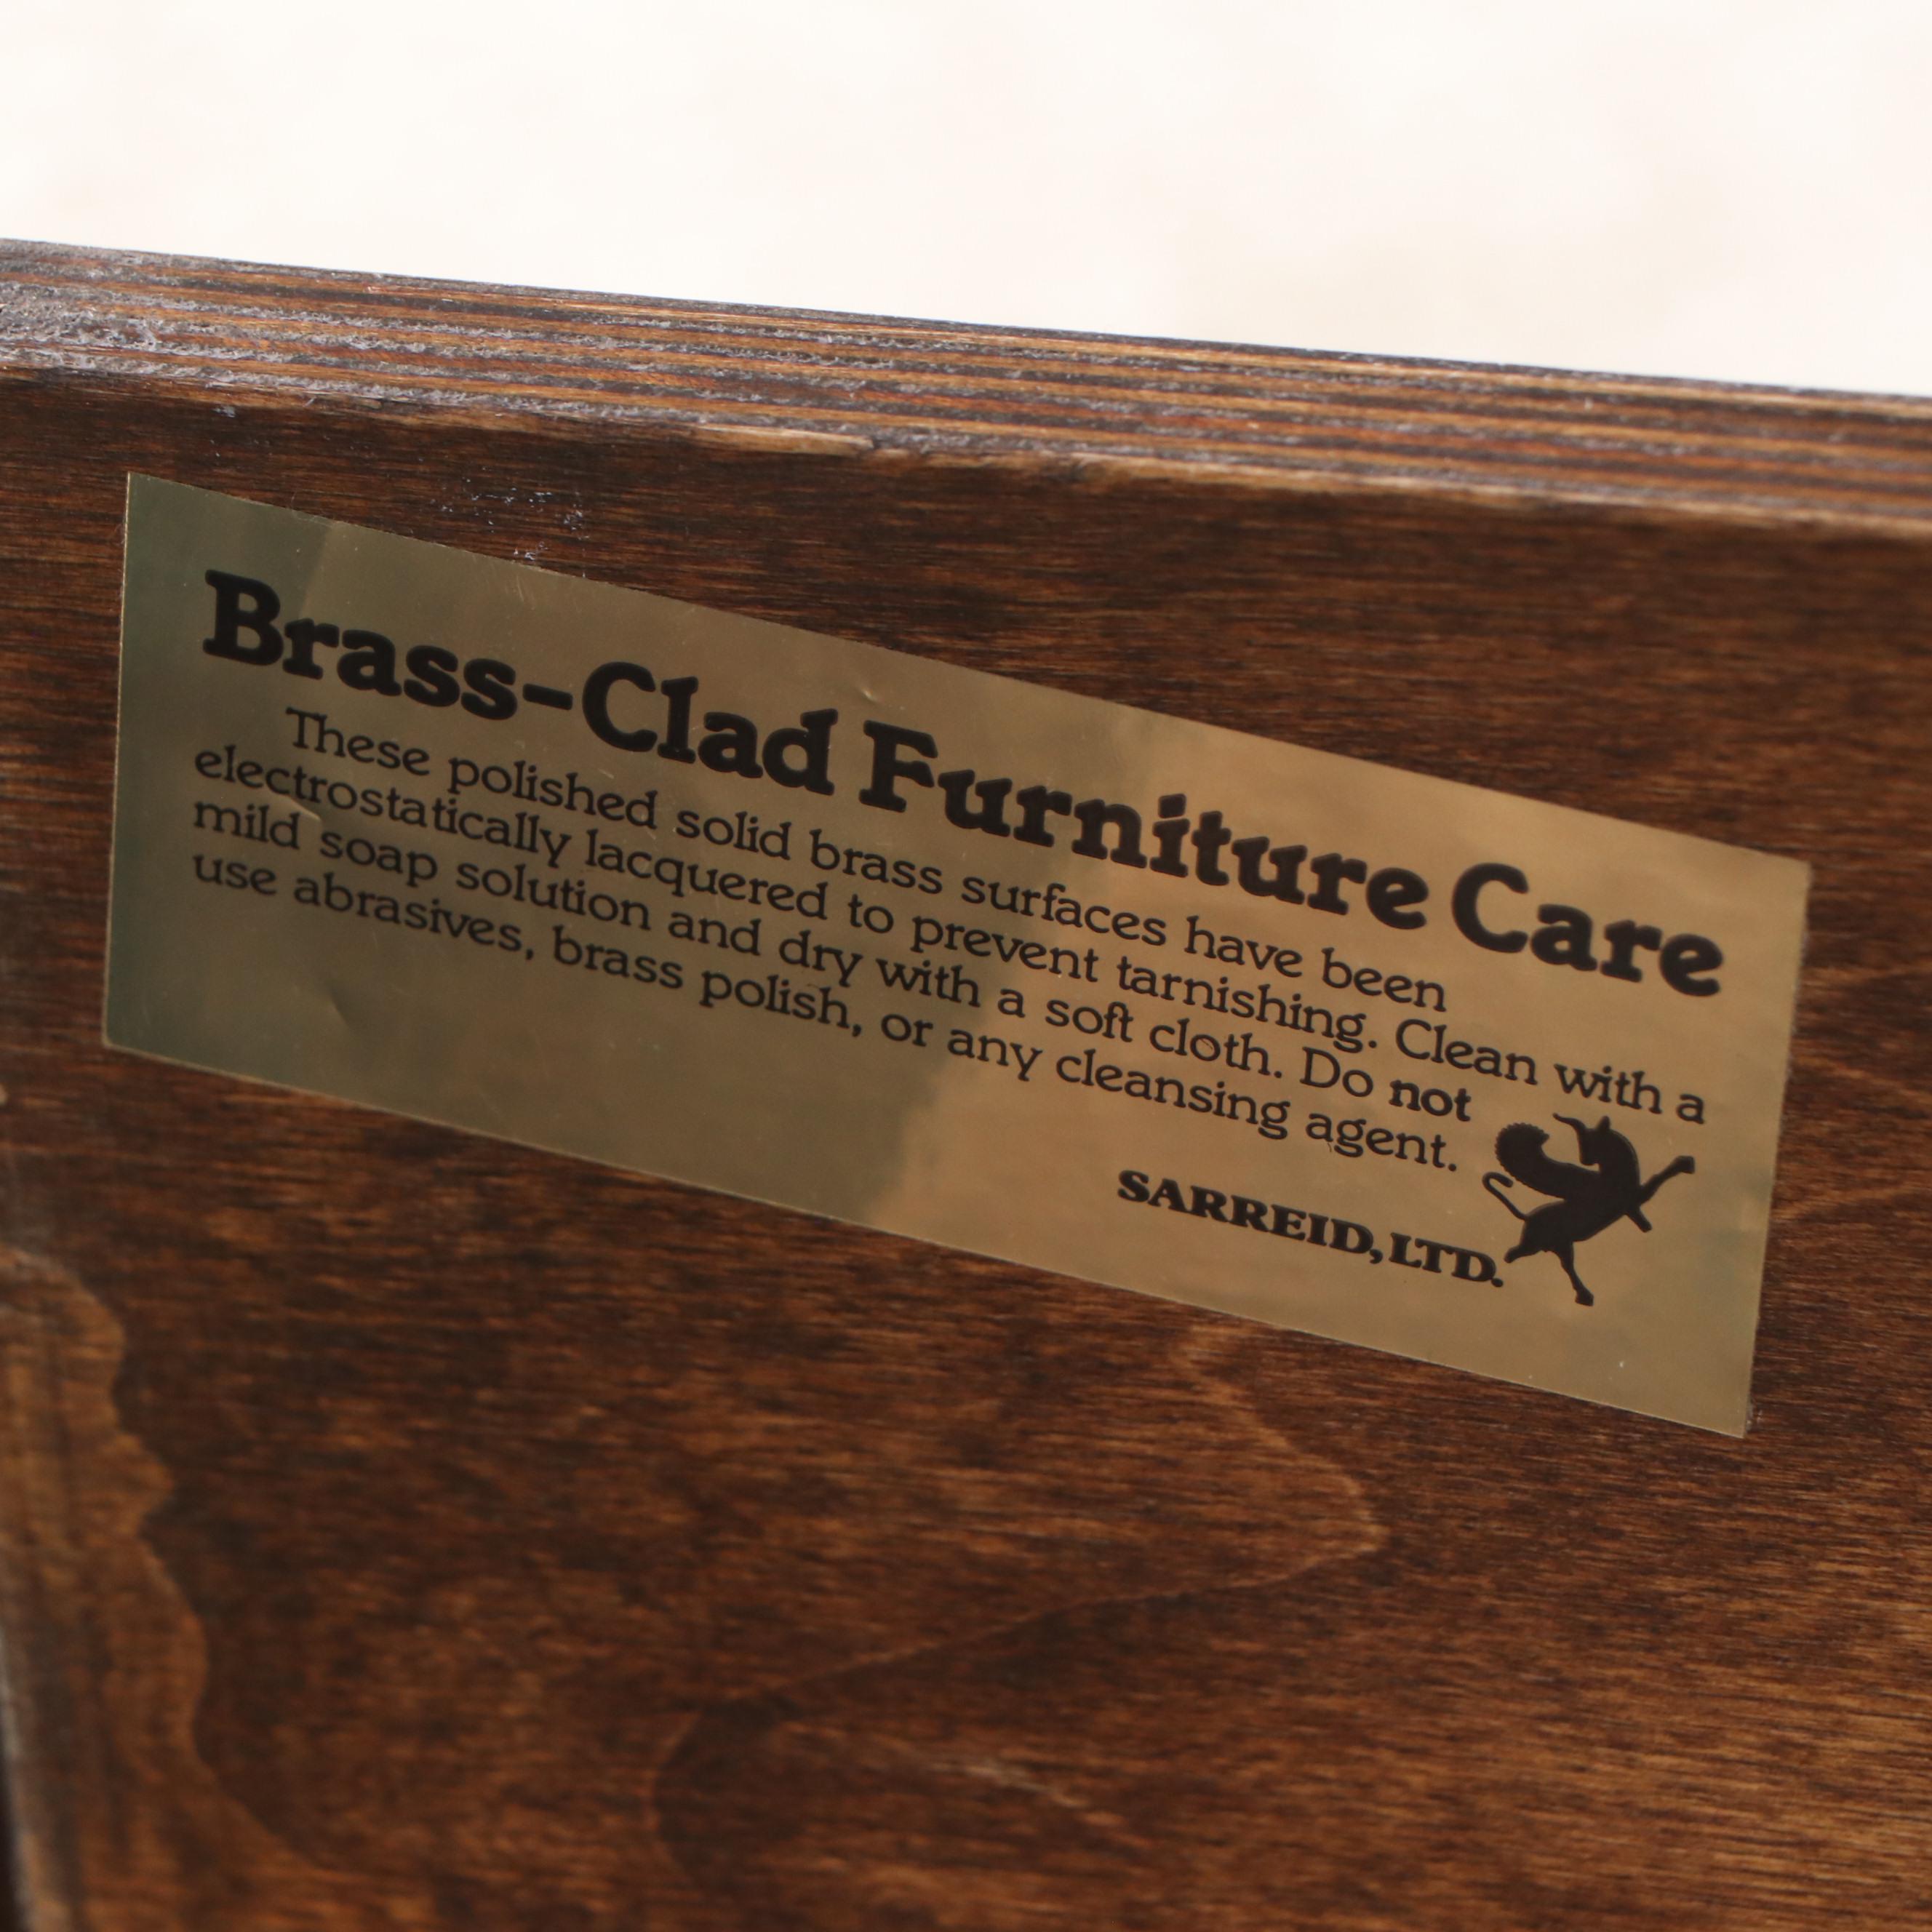 Brass-Clad Furniture Care
These polished solid brass surfaces have been
electrostatically lacquered to prevent tarnishing. Clean with a
mild soap solution and dry with a soft cloth. Do not
use abrasives, brass polish, or any cleansing agent.
SARREID, LTD.